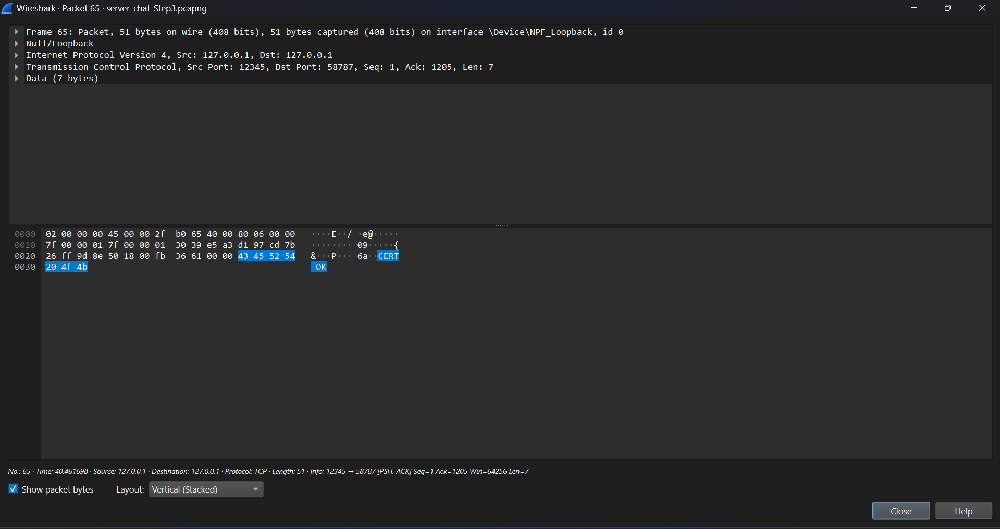 Wireshark · Packet 65 · server_chat_Step3.pcapng
Frame 65: Packet, 51 bytes on wire (408 bits), 51 bytes captured (408 bits) on interface \Device\NPF_Loopback, id 0
Null/Loopback
Internet Protocol Version 4, Src: 127.0.0.1, Dst: 127.0.0.1
Transmission Control Protocol, Src Port: 12345, Dst Port: 58787, Seq: 1, Ack: 1205, Len: 7
Data (7 bytes)
0000 02 00 00 00 45 00 00 2f b0 65 40 00 80 06 00 00 ····E··/ ·e@·····
0010 7f 00 00 01 7f 00 00 01 30 39 e5 a3 d1 97 cd 7b ········ 09·····{
0020 26 ff 9d 8e 50 18 00 fb 36 61 00 00 43 45 52 54 &···P··· 6a··CERT
0030 20 4f 4b OK
No.: 65 · Time: 40.461698 · Source: 127.0.0.1 · Destination: 127.0.0.1 · Protocol: TCP · Length: 51 · Info: 12345 → 58787 [PSH, ACK] Seq=1 Ack=1205 Win=64256 Len=7
Show packet bytes Layout: Vertical (Stacked)
Close Help